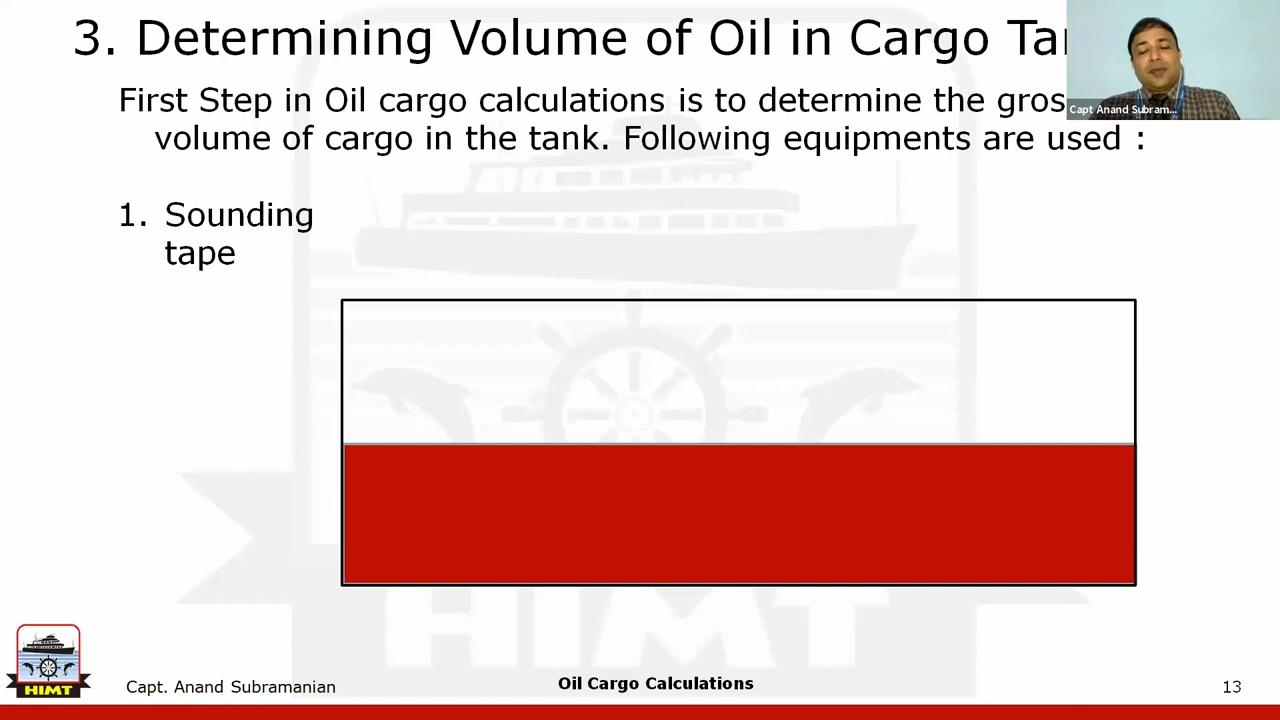 3. Determining Volume of Oil in Cargo
First Step in Oil cargo calculations is to determine the
volume of cargo in the tank. Following equipments are used :
Capt Anand Subram...
1. Sounding
tape
HIMT
HIMT
Capt. Anand Subramanian
Oil Cargo Calculations
13